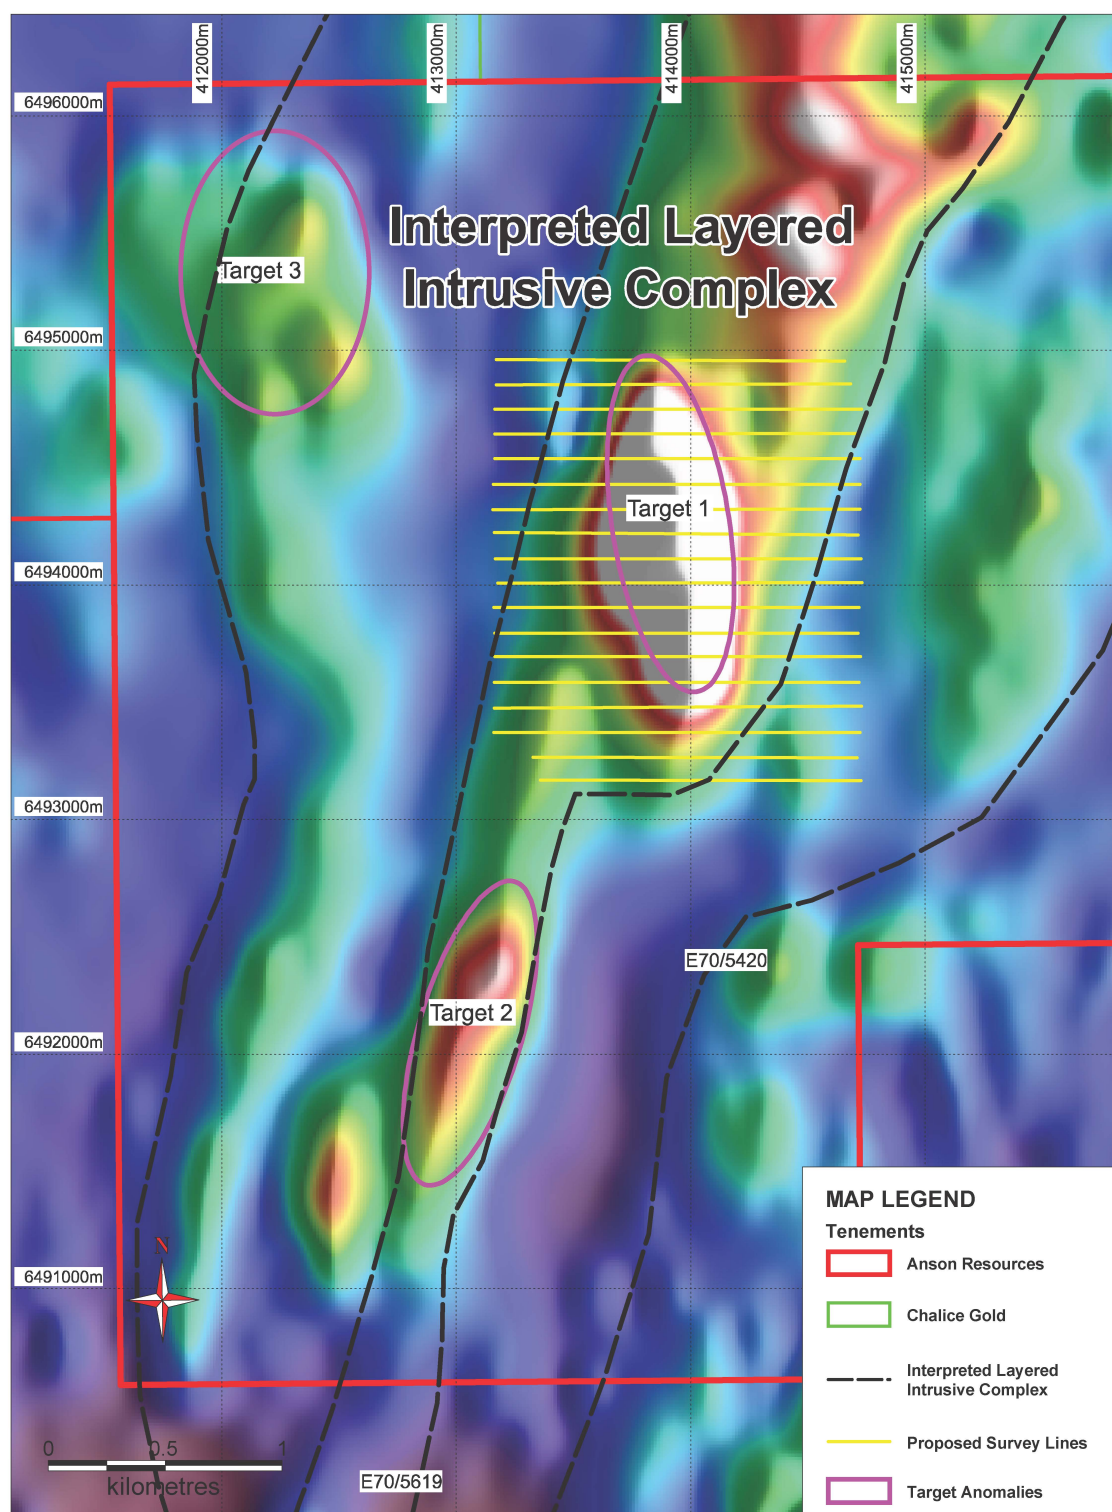 412000m
413000m
414000m
415000m
6496000m
Interpreted Layered
Intrusive Complex
Target 3
6495000m
Target 1
6494000m
6493000m
E70/5420
Target 2
6492000m
N
6491000m
0 0.5 1
kilometres
E70/5619
MAP LEGEND
Tenements
Anson Resources
Chalice Gold
Interpreted Layered
Intrusive Complex
Proposed Survey Lines
Target Anomalies